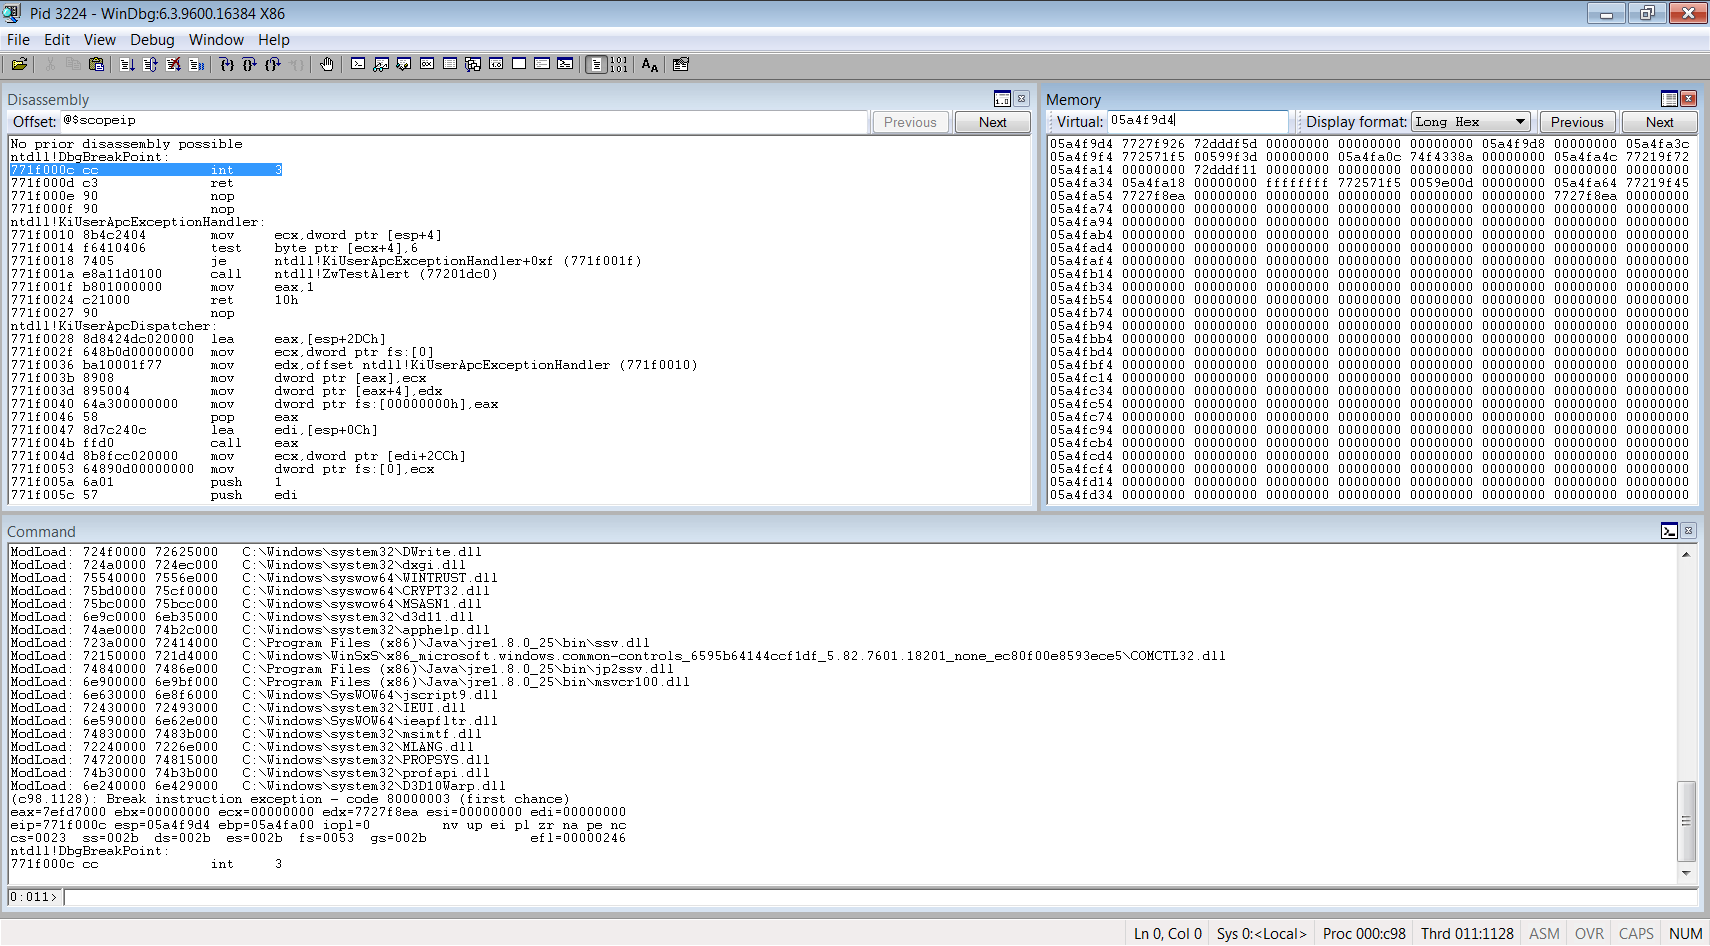 Pid 3224 - WinDbg:6.3.9600.16384 X86
File Edit View Debug Window Help
Disassembly
Offset: @$scopeip Previous Next
No prior disassembly possible
ntdll!DbgBreakPoint:
771f000c cc int 3
771f000d c3 ret
771f000e 90 nop
771f000f 90 nop
ntdll!KiUserApcExceptionHandler:
771f0010 8b4c2404 mov ecx,dword ptr [esp+4]
771f0014 f6410406 test byte ptr [ecx+4],6
771f0018 7405 je ntdll!KiUserApcExceptionHandler+0xf (771f001f)
771f001a e8a11d0100 call ntdll!ZwTestAlert (77201dc0)
771f001f b801000000 mov eax,1
771f0024 c21000 ret 10h
771f0027 90 nop
ntdll!KiUserApcDispatcher:
771f0028 8d8424dc020000 lea eax,[esp+2DCh]
771f002f 648b0d00000000 mov ecx,dword ptr fs:[0]
771f0036 ba10001f77 mov edx,offset ntdll!KiUserApcExceptionHandler (771f0010)
771f003b 8908 mov dword ptr [eax],ecx
771f003d 895004 mov dword ptr [eax+4],edx
771f0040 64a300000000 mov dword ptr fs:[00000000h],eax
771f0046 58 pop eax
771f0047 8d7c240c lea edi,[esp+0Ch]
771f004b ffd0 call eax
771f004d 8b8fcc020000 mov ecx,dword ptr [edi+2CCh]
771f0053 64890d00000000 mov dword ptr fs:[0],ecx
771f005a 6a01 push 1
771f005c 57 push edi
Memory
Virtual: 05a4f9d4 Display format: Long Hex Previous Next
05a4f9d4 7727f926 72dddf5d 00000000 00000000 00000000 05a4f9d8 00000000 05a4fa3c
05a4f9f4 772571f5 00599f3d 00000000 05a4fa0c 74f4338a 00000000 05a4fa4c 77219f72
05a4fa14 00000000 72dddf11 00000000 00000000 00000000 00000000 00000000 00000000
05a4fa34 05a4fa18 00000000 ffffffff 772571f5 0059e00d 00000000 05a4fa64 77219f45
05a4fa54 7727f8ea 00000000 00000000 00000000 00000000 00000000 7727f8ea 00000000
05a4fa74 00000000 00000000 00000000 00000000 00000000 00000000 00000000 00000000
05a4fa94 00000000 00000000 00000000 00000000 00000000 00000000 00000000 00000000
05a4fab4 00000000 00000000 00000000 00000000 00000000 00000000 00000000 00000000
05a4fad4 00000000 00000000 00000000 00000000 00000000 00000000 00000000 00000000
05a4faf4 00000000 00000000 00000000 00000000 00000000 00000000 00000000 00000000
05a4fb14 00000000 00000000 00000000 00000000 00000000 00000000 00000000 00000000
05a4fb34 00000000 00000000 00000000 00000000 00000000 00000000 00000000 00000000
05a4fb54 00000000 00000000 00000000 00000000 00000000 00000000 00000000 00000000
05a4fb74 00000000 00000000 00000000 00000000 00000000 00000000 00000000 00000000
05a4fb94 00000000 00000000 00000000 00000000 00000000 00000000 00000000 00000000
05a4fbb4 00000000 00000000 00000000 00000000 00000000 00000000 00000000 00000000
05a4fbd4 00000000 00000000 00000000 00000000 00000000 00000000 00000000 00000000
05a4fbf4 00000000 00000000 00000000 00000000 00000000 00000000 00000000 00000000
05a4fc14 00000000 00000000 00000000 00000000 00000000 00000000 00000000 00000000
05a4fc34 00000000 00000000 00000000 00000000 00000000 00000000 00000000 00000000
05a4fc54 00000000 00000000 00000000 00000000 00000000 00000000 00000000 00000000
05a4fc74 00000000 00000000 00000000 00000000 00000000 00000000 00000000 00000000
05a4fc94 00000000 00000000 00000000 00000000 00000000 00000000 00000000 00000000
05a4fcb4 00000000 00000000 00000000 00000000 00000000 00000000 00000000 00000000
05a4fcd4 00000000 00000000 00000000 00000000 00000000 00000000 00000000 00000000
05a4fcf4 00000000 00000000 00000000 00000000 00000000 00000000 00000000 00000000
05a4fd14 00000000 00000000 00000000 00000000 00000000 00000000 00000000 00000000
05a4fd34 00000000 00000000 00000000 00000000 00000000 00000000 00000000 00000000
Command
ModLoad: 724f0000 72625000 C:\Windows\system32\DWrite.dll
ModLoad: 724a0000 724ec000 C:\Windows\system32\dxgi.dll
ModLoad: 75540000 7556e000 C:\Windows\syswow64\WINTRUST.dll
ModLoad: 75bd0000 75cf0000 C:\Windows\syswow64\CRYPT32.dll
ModLoad: 75bc0000 75bcc000 C:\Windows\syswow64\MSASN1.dll
ModLoad: 6e9c0000 6eb35000 C:\Windows\system32\d3d11.dll
ModLoad: 74ae0000 74b2c000 C:\Windows\system32\apphelp.dll
ModLoad: 723a0000 72414000 C:\Program Files (x86)\Java\jre1.8.0_25\bin\ssv.dll
ModLoad: 72150000 721d4000 C:\Windows\WinSxS\x86_microsoft.windows.common-controls_6595b64144ccf1df_5.82.7601.18201_none_ec80f00e8593ece5\COMCTL32.dll
ModLoad: 74840000 7486e000 C:\Program Files (x86)\Java\jre1.8.0_25\bin\jp2ssv.dll
ModLoad: 6e900000 6e9bf000 C:\Program Files (x86)\Java\jre1.8.0_25\bin\msvcr100.dll
ModLoad: 6e630000 6e8f6000 C:\Windows\SysWOW64\jscript9.dll
ModLoad: 72430000 72493000 C:\Windows\system32\IEUI.dll
ModLoad: 6e590000 6e62e000 C:\Windows\SysWOW64\ieapfltr.dll
ModLoad: 74830000 7483b000 C:\Windows\system32\msimtf.dll
ModLoad: 72240000 7226e000 C:\Windows\system32\MLANG.dll
ModLoad: 74720000 74815000 C:\Windows\system32\PROPSYS.dll
ModLoad: 74b30000 74b3b000 C:\Windows\system32\profapi.dll
ModLoad: 6e240000 6e429000 C:\Windows\system32\D3D10Warp.dll
(c98.1128): Break instruction exception - code 80000003 (first chance)
eax=7efd7000 ebx=00000000 ecx=00000000 edx=7727f8ea esi=00000000 edi=00000000
eip=771f000c esp=05a4f9d4 ebp=05a4fa00 iopl=0 nv up ei pl zr na pe nc
cs=0023 ss=002b ds=002b es=002b fs=0053 gs=002b efl=00000246
ntdll!DbgBreakPoint:
771f000c cc int 3
0:011>
Ln 0, Col 0 Sys 0:<Local> Proc 000:c98 Thrd 011:1128 ASM OVR CAPS NUM